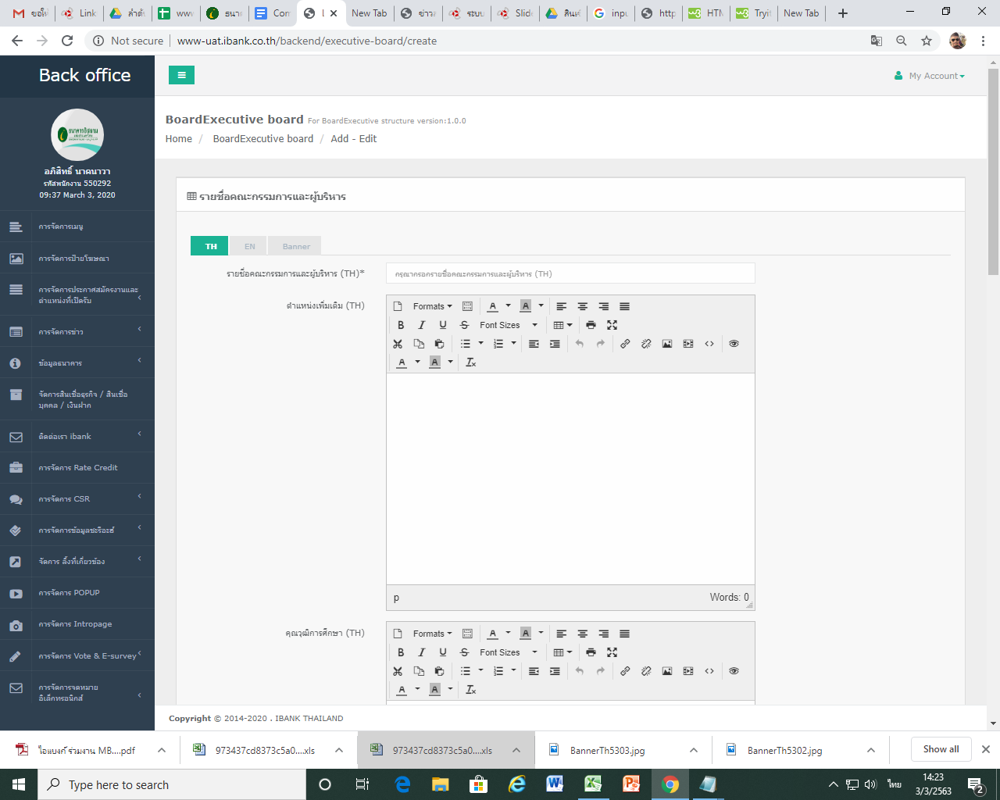 ขอให้
Link
ลำดั
www
ธนาค
Con
New Tab
ข่าวส
ระบบ
Slid
สินเชื
inpu
http
HTM
Tryit
New Tab
Not secure | www-uat.ibank.co.th/backend/executive-board/create
Back office
My Account
อภิสิทธิ์ นาคนาวา
รหัสพนักงาน 550292
09:37 March 3, 2020
BoardExecutive board For BoardExecutive structure version:1.0.0
Home / BoardExecutive board / Add - Edit
การจัดการเมนู
การจัดการป้ายโฆษณา
การจัดการประกาศสมัครงานและ
ตำแหน่งที่เปิดรับ
การจัดการข่าว
ข้อมูลธนาคาร
จัดการสินเชื่อธุรกิจ / สินเชื่อ
บุคคล / เงินฝาก
ติดต่อเรา ibank
การจัดการ Rate Credit
การจัดการ CSR
การจัดการข้อมูลชะรีอะฮ์
จัดการ ลิ้งที่เกี่ยวข้อง
การจัดการ POPUP
การจัดการ Intropage
การจัดการ Vote & E-survey
การจัดการจดหมาย
อิเล็กทรอนิกส์
รายชื่อคณะกรรมการและผู้บริหาร
TH EN Banner
รายชื่อคณะกรรมการและผู้บริหาร (TH)* กรุณากรอกรายชื่อคณะกรรมการและผู้บริหาร (TH)
ตำแหน่งเพิ่มเติม (TH)
Formats A A
B I U S Font Sizes
A A Tx
p Words: 0
คุณวุฒิการศึกษา (TH)
Formats A A
B I U S Font Sizes
A A Tx
Copyright © 2014-2020 . IBANK THAILAND
ไอแบงก์ ร่วมงาน MB....pdf
973437cd8373c5a0....xls
973437cd8373c5a0....xls
BannerTh5303.jpg
BannerTh5302.jpg
Show all
Type here to search
ไทย
14:23
3/3/2563
2